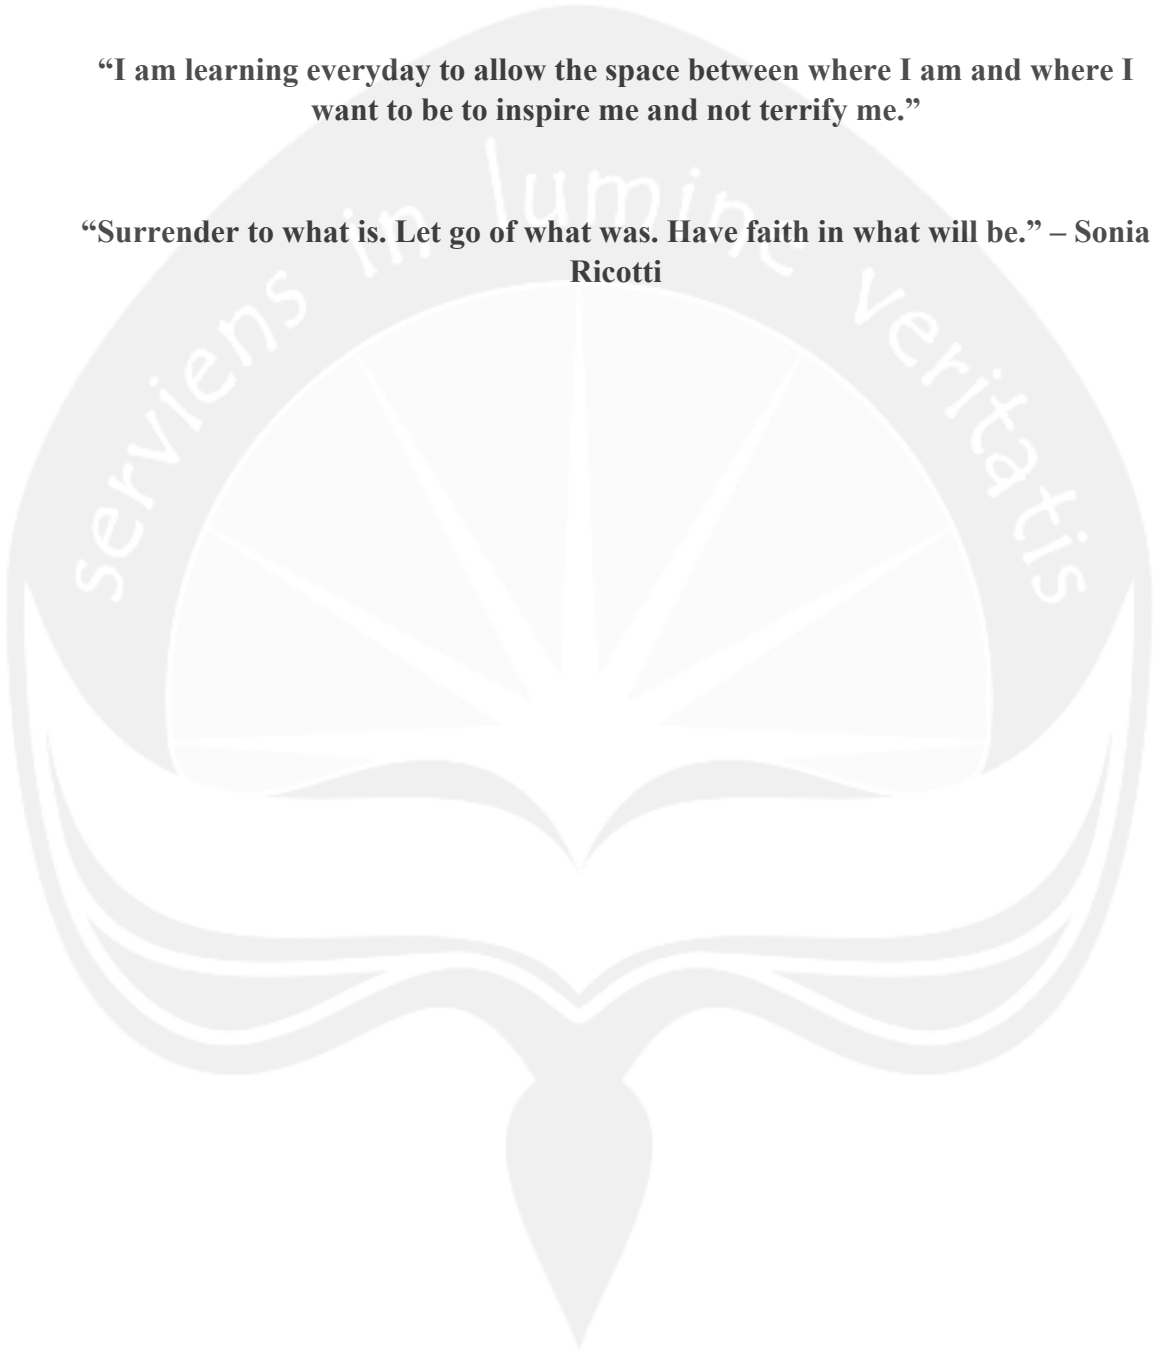 “I am learning everyday to allow the space between where I am and where I
want to be to inspire me and not terrify me.”
“Surrender to what is. Let go of what was. Have faith in what will be.” – Sonia
Ricotti
serviens in lumine veritatis